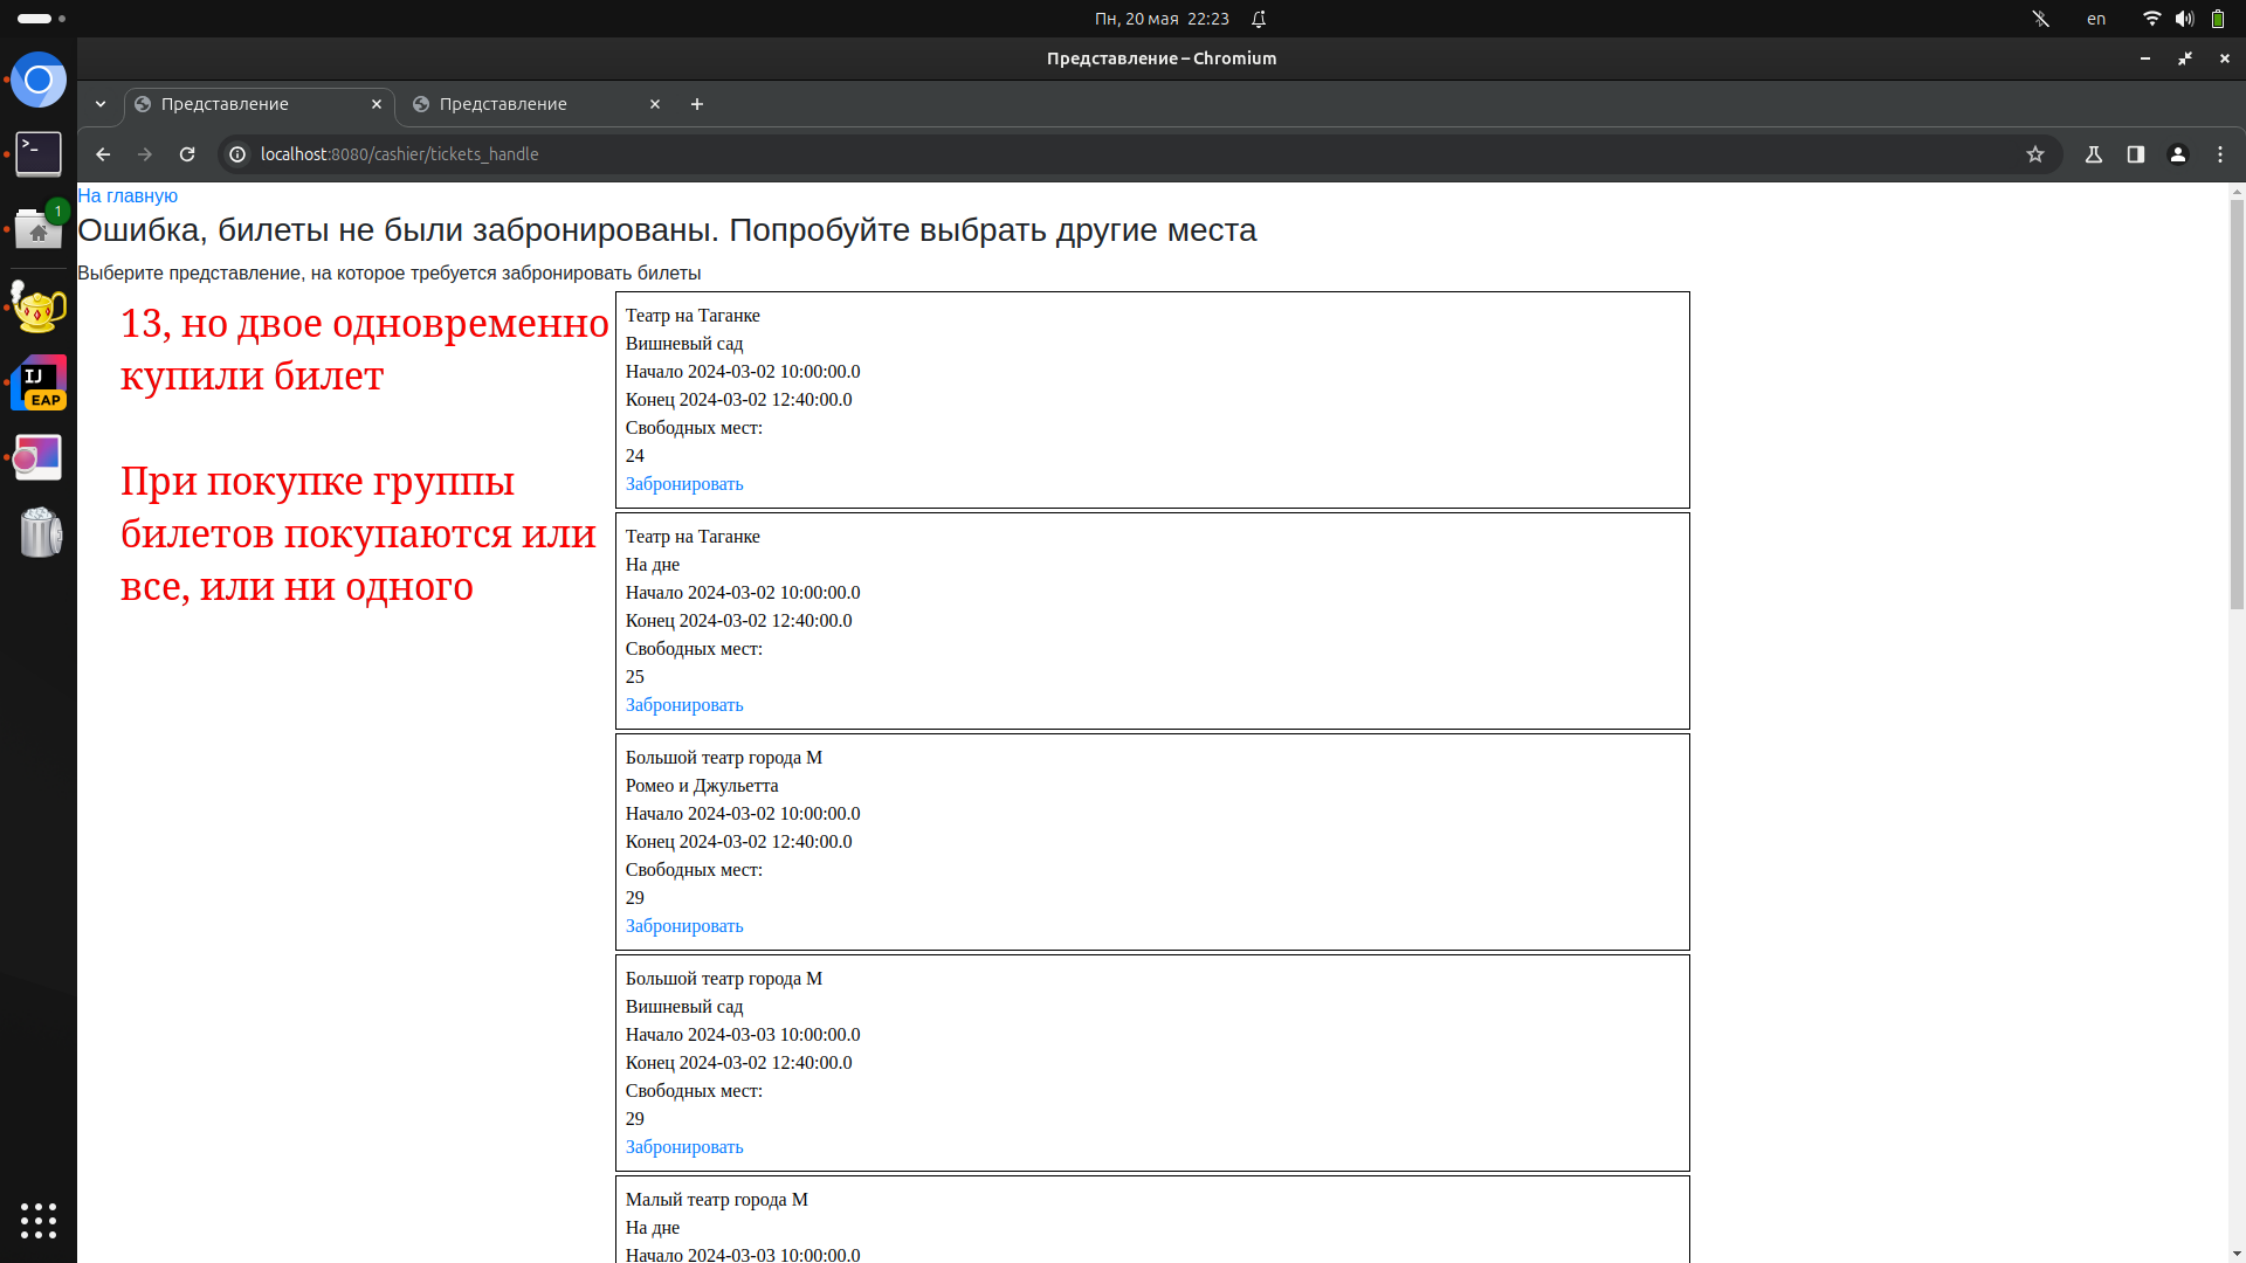 Пн, 20 мая 22:23
en
Представление – Chromium
Представление
Представление
localhost:8080/cashier/tickets_handle
1
IJ
EAP
На главную
Ошибка, билеты не были забронированы. Попробуйте выбрать другие места
Выберите представление, на которое требуется забронировать билеты
13, но двое одновременно
купили билет
При покупке группы
билетов покупаются или
все, или ни одного
Театр на Таганке
Вишневый сад
Начало 2024-03-02 10:00:00.0
Конец 2024-03-02 12:40:00.0
Свободных мест:
24
Забронировать
Театр на Таганке
На дне
Начало 2024-03-02 10:00:00.0
Конец 2024-03-02 12:40:00.0
Свободных мест:
25
Забронировать
Большой театр города М
Ромео и Джульетта
Начало 2024-03-02 10:00:00.0
Конец 2024-03-02 12:40:00.0
Свободных мест:
29
Забронировать
Большой театр города М
Вишневый сад
Начало 2024-03-03 10:00:00.0
Конец 2024-03-02 12:40:00.0
Свободных мест:
29
Забронировать
Малый театр города М
На дне
Начало 2024-03-03 10:00:00.0